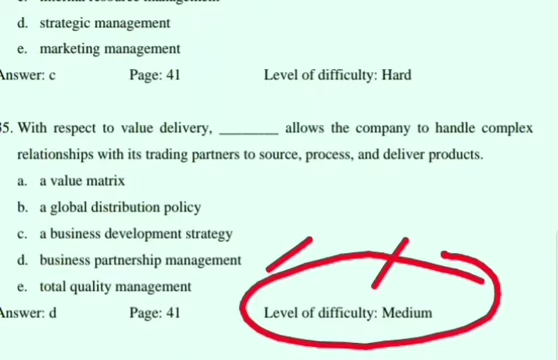 d. strategic management
e. marketing management
Answer: c Page: 41 Level of difficulty: Hard
35. With respect to value delivery, ________ allows the company to handle complex
relationships with its trading partners to source, process, and deliver products.
a. a value matrix
b. a global distribution policy
c. a business development strategy
d. business partnership management
e. total quality management
Answer: d Page: 41 Level of difficulty: Medium